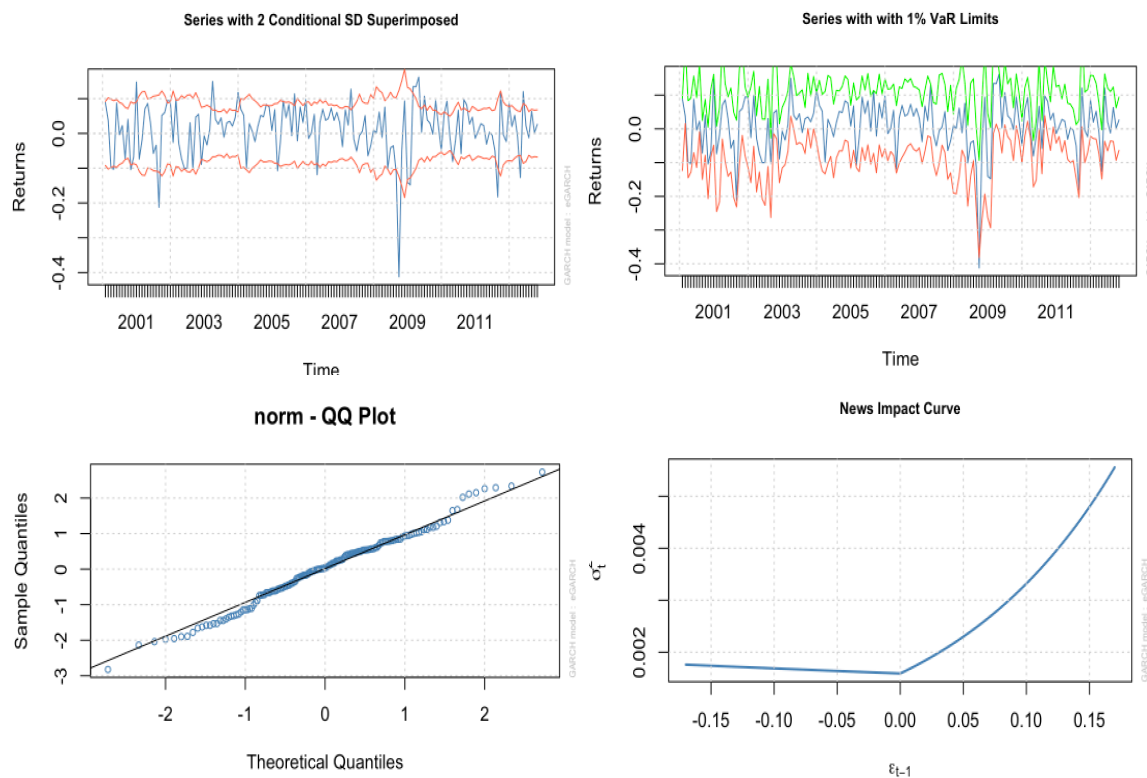 Series with 2 Conditional SD Superimposed
Returns
0.0
-0.2
-0.4
2001 2003 2005 2007 2009 2011
Time
GARCH model : eGARCH
Series with with 1% VaR Limits
Returns
0.0
-0.2
-0.4
2001 2003 2005 2007 2009 2011
Time
norm - QQ Plot
Sample Quantiles
2
1
0
-1
-2
-3
-2 -1 0 1 2
Theoretical Quantiles
GARCH model : eGARCH
News Impact Curve
0.004
0.002
-0.15 -0.10 -0.05 0.00 0.05 0.10 0.15
εt−1
GARCH model : eGARCH